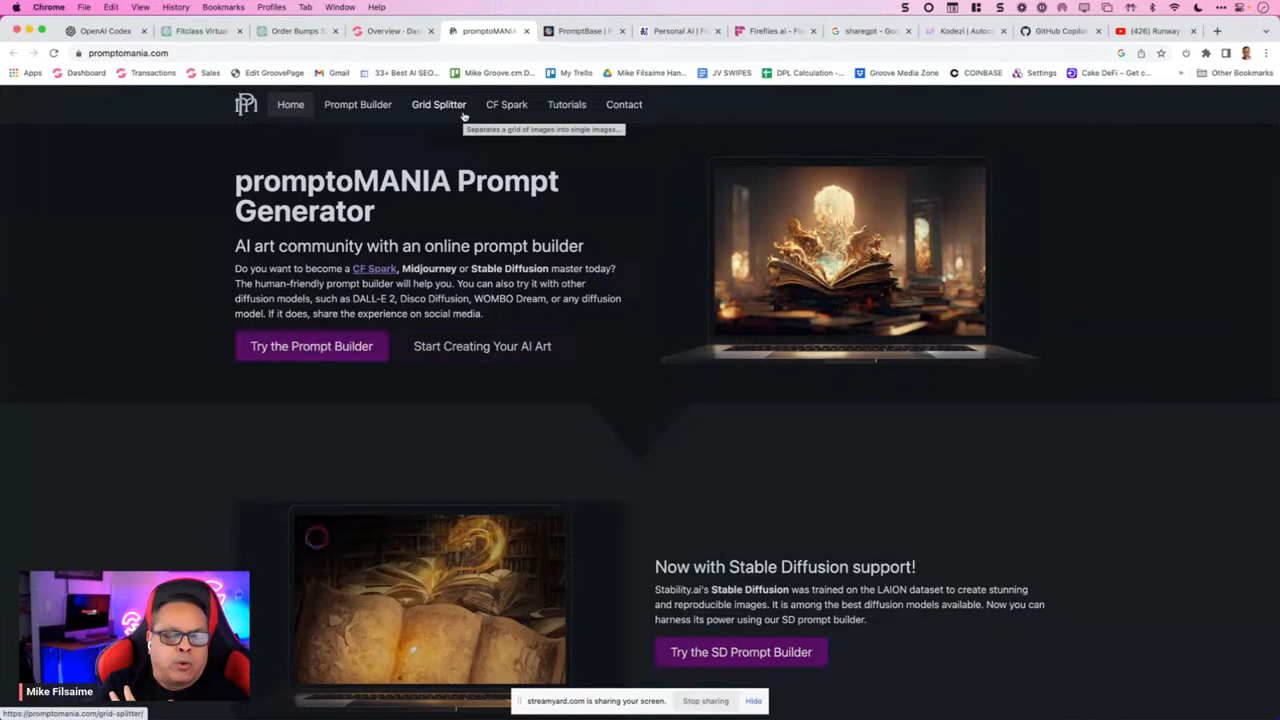 Chrome File Edit View History Bookmarks Profiles Tab Window Help
OpenAI Codex
Fitclass Virtual
Order Bumps S
Overview - Das
promptoMANIA
PromptBase | P
Personal AI | Fo
Fireflies.ai - Fin
sharegpt - Goo
Kodezi | Autoc
GitHub Copilot
(426) Runway
promptomania.com
Apps Dashboard Transactions Sales Edit GroovePage Gmail 33+ Best AI SEO... Mike Groove.cm D... My Trello Mike Filsaime Han... JV SWIPES DPL Calculation -... Groove Media Zone COINBASE Settings Cake DeFi – Get c... » Other Bookmarks
Home Prompt Builder Grid Splitter CF Spark Tutorials Contact
Separates a grid of images into single images...
promptoMANIA Prompt
Generator
AI art community with an online prompt builder
Do you want to become a CF Spark, Midjourney or Stable Diffusion master today?
The human-friendly prompt builder will help you. You can also try it with other
diffusion models, such as DALL-E 2, Disco Diffusion, WOMBO Dream, or any diffusion
model. If it does, share the experience on social media.
Try the Prompt Builder Start Creating Your AI Art
Now with Stable Diffusion support!
Stability.ai's Stable Diffusion was trained on the LAION dataset to create stunning
and reproducible images. It is among the best diffusion models available. Now you can
harness its power using our SD prompt builder.
Try the SD Prompt Builder
Mike Filsaime
streamyard.com is sharing your screen. Stop sharing Hide
https://promptomania.com/grid-splitter/